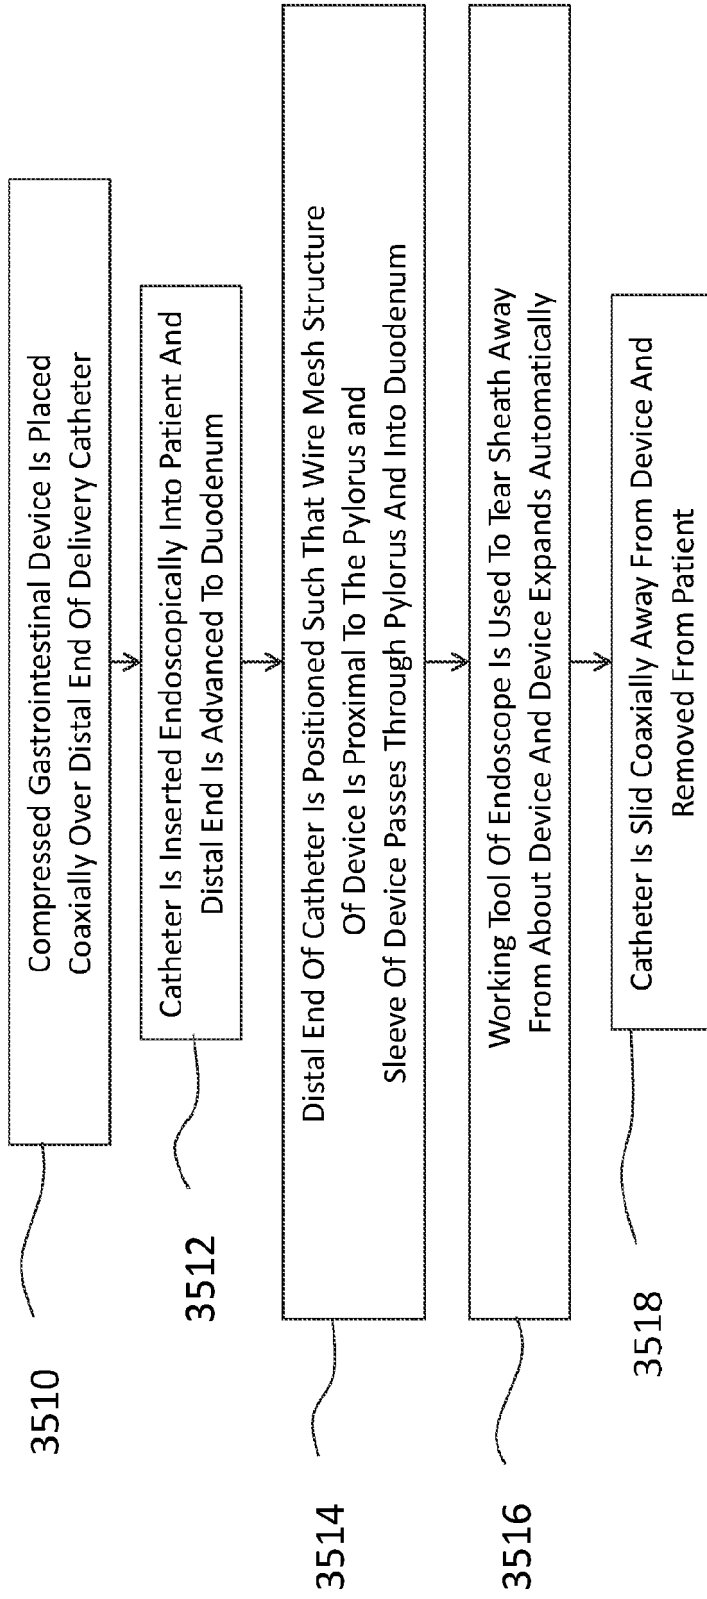 3510
Compressed Gastrointestinal Device Is Placed
Coaxially Over Distal End Of Delivery Catheter
3512
Catheter Is Inserted Endoscopically Into Patient And
Distal End Is Advanced To Duodenum
3514
Distal End Of Catheter Is Positioned Such That Wire Mesh Structure
Of Device Is Proximal To The Pylorus and
Sleeve Of Device Passes Through Pylorus And Into Duodenum
3516
Working Tool Of Endoscope Is Used To Tear Sheath Away
From About Device And Device Expands Automatically
3518
Catheter Is Slid Coaxially Away From Device And
Removed From Patient